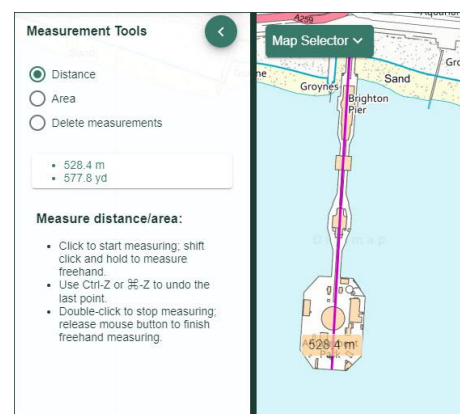 Measurement Tools
Distance
Area
Delete measurements
528.4 m
577.8 yd
Measure distance/area:
Click to start measuring; shift
click and hold to measure
freehand.
Use Ctrl-Z or ⌘-Z to undo the
last point.
Double-click to stop measuring;
release mouse button to finish
freehand measuring.
A259
Map Selector
Groynes
Sand
Brighton
Pier
528.4 m